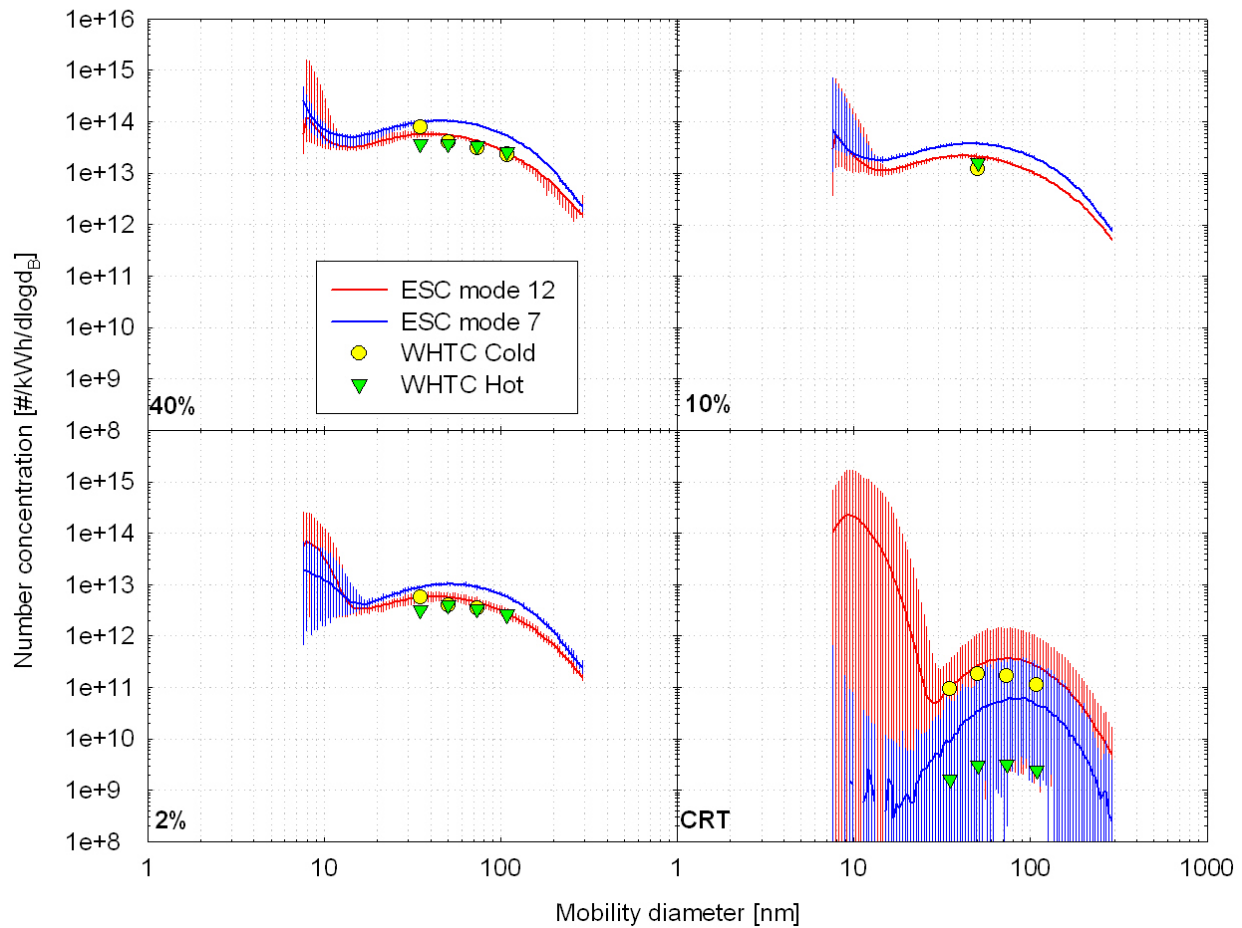 1e+16
1e+15
1e+14
1e+13
1e+12
1e+11
1e+10
1e+9
1e+8
40%
ESC mode 12
ESC mode 7
WHTC Cold
WHTC Hot
10%
Number concentration [#/kWh/dlogdB]
1e+15
1e+14
1e+13
1e+12
1e+11
1e+10
1e+9
1e+8
2%
CRT
1
10
100
1
10
100
1000
Mobility diameter [nm]